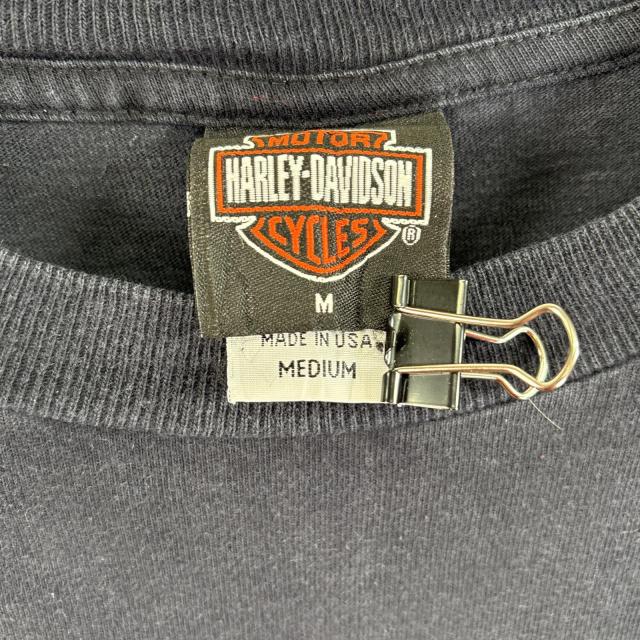 MOTOR
HARLEY-DAVIDSON
CYCLES
®
M
MADE IN USA
MEDIUM